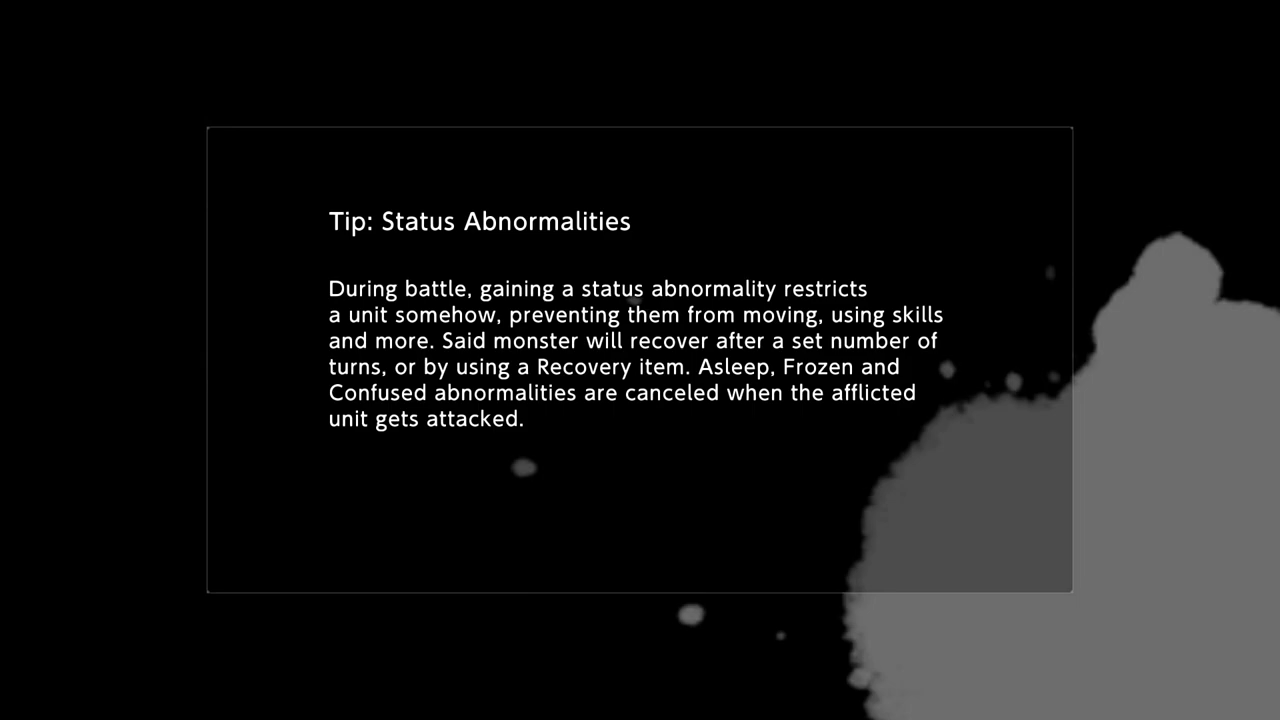 Tip: Status Abnormalities
During battle, gaining a status abnormality restricts
a unit somehow, preventing them from moving, using skills
and more. Said monster will recover after a set number of
turns, or by using a Recovery item. Asleep, Frozen and
Confused abnormalities are canceled when the afflicted
unit gets attacked.